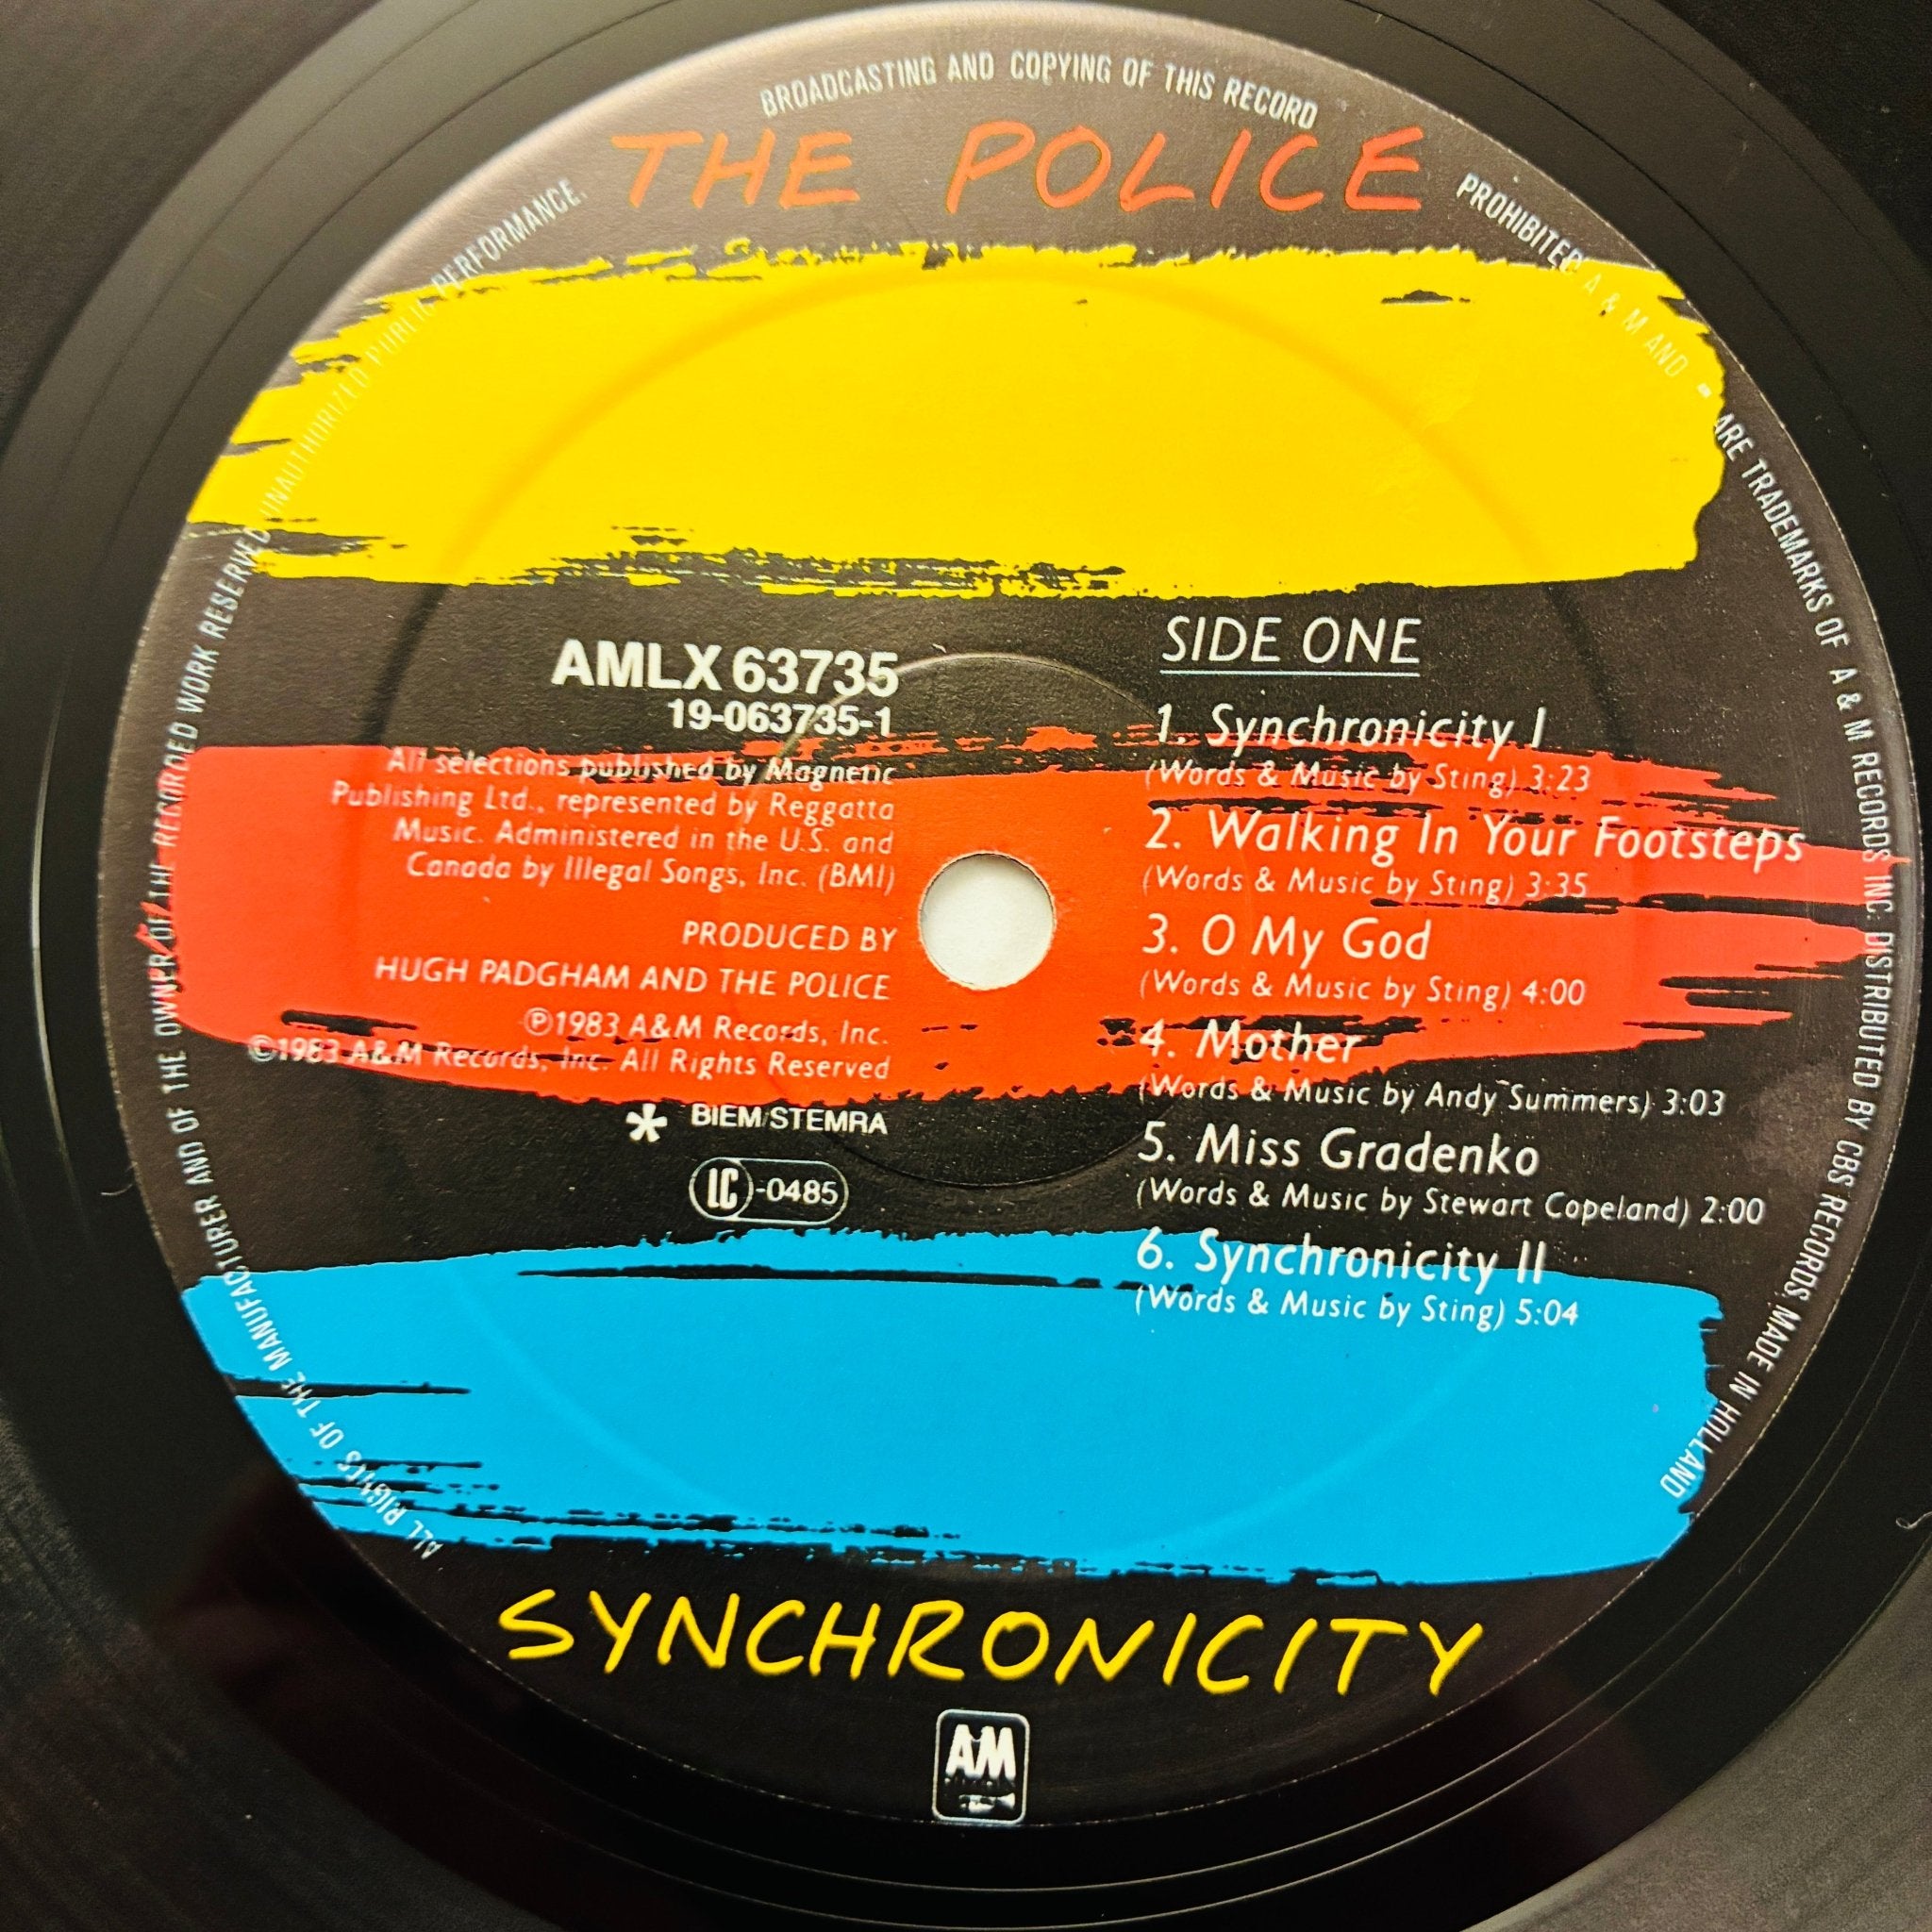 BROADCASTING AND COPYING OF THIS RECORD PROHIBITED A & M AND ARE TRADEMARKS OF A & M RECORDS INC. DISTRIBUTED BY CBS RECORDS. MADE IN HOLLAND
ALL RIGHTS OF THE MANUFACTURER AND OF THE OWNER OF THE RECORDED WORK RESERVED UNAUTHORIZED PUBLIC PERFORMANCE.
THE POLICE
AMLX 63735
19-063735-1
All selections published by Magnetic
Publishing Ltd., represented by Reggatta
Music. Administered in the U.S. and
Canada by Illegal Songs, Inc. (BMI)
PRODUCED BY
HUGH PADGHAM AND THE POLICE
℗1983 A&M Records, Inc.
©1983 A&M Records, Inc. All Rights Reserved
* BIEM/STEMRA
LC-0485
SIDE ONE
1. Synchronicity I
(Words & Music by Sting) 3:23
2. Walking In Your Footsteps
(Words & Music by Sting) 3:35
3. O My God
(Words & Music by Sting) 4:00
4. Mother
(Words & Music by Andy Summers) 3:03
5. Miss Gradenko
(Words & Music by Stewart Copeland) 2:00
6. Synchronicity II
(Words & Music by Sting) 5:04
SYNCHRONICITY
AM